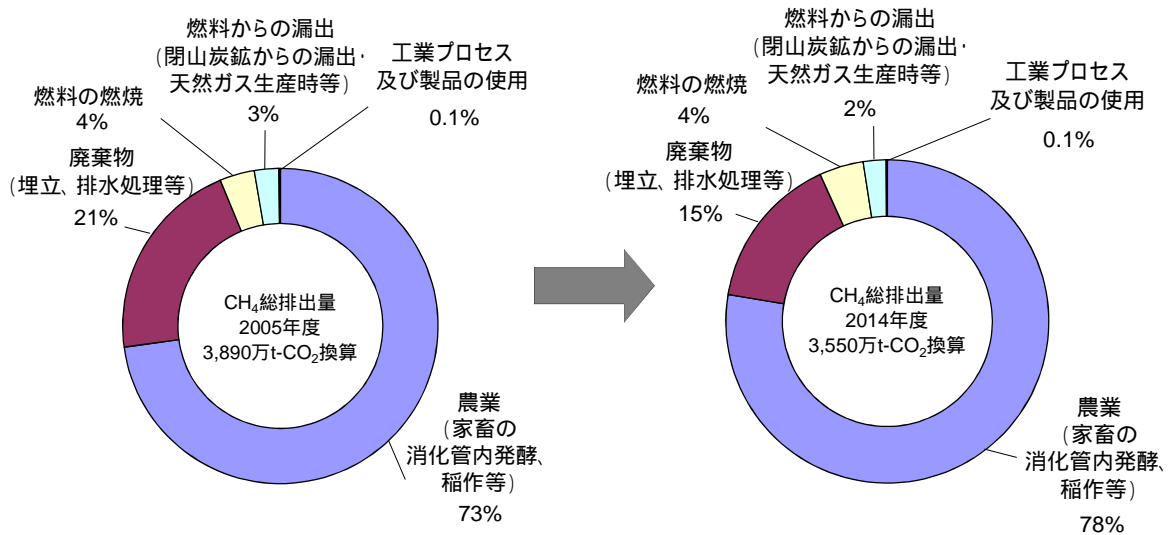 燃料からの漏出
(閉山炭鉱からの漏出・
天然ガス生産時等)
3%
工業プロセス
及び製品の使用
0.1%
燃料の燃焼
4%
廃棄物
(埋立、排水処理等)
21%
CH₄総排出量
2005年度
3,890万t-CO₂換算
農業
(家畜の
消化管内発酵、
稲作等)
73%
燃料からの漏出
(閉山炭鉱からの漏出・
天然ガス生産時等)
2%
工業プロセス
及び製品の使用
0.1%
燃料の燃焼
4%
廃棄物
(埋立、排水処理等)
15%
CH₄総排出量
2014年度
3,550万t-CO₂換算
農業
(家畜の
消化管内発酵、
稲作等)
78%